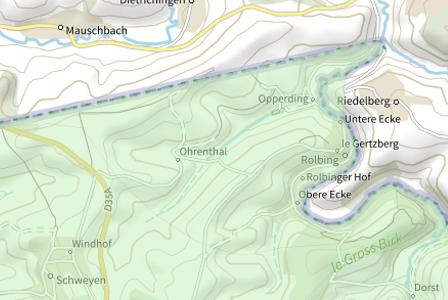 Dietrichingen
Mauschbach
Opperding
Riedelberg
Untere Ecke
le Gertzberg
Ohrenthal
Rolbing
Rolbinger Hof
Obere Ecke
D35A
Windhof
le Gross Birk
Schweyen
Dorst